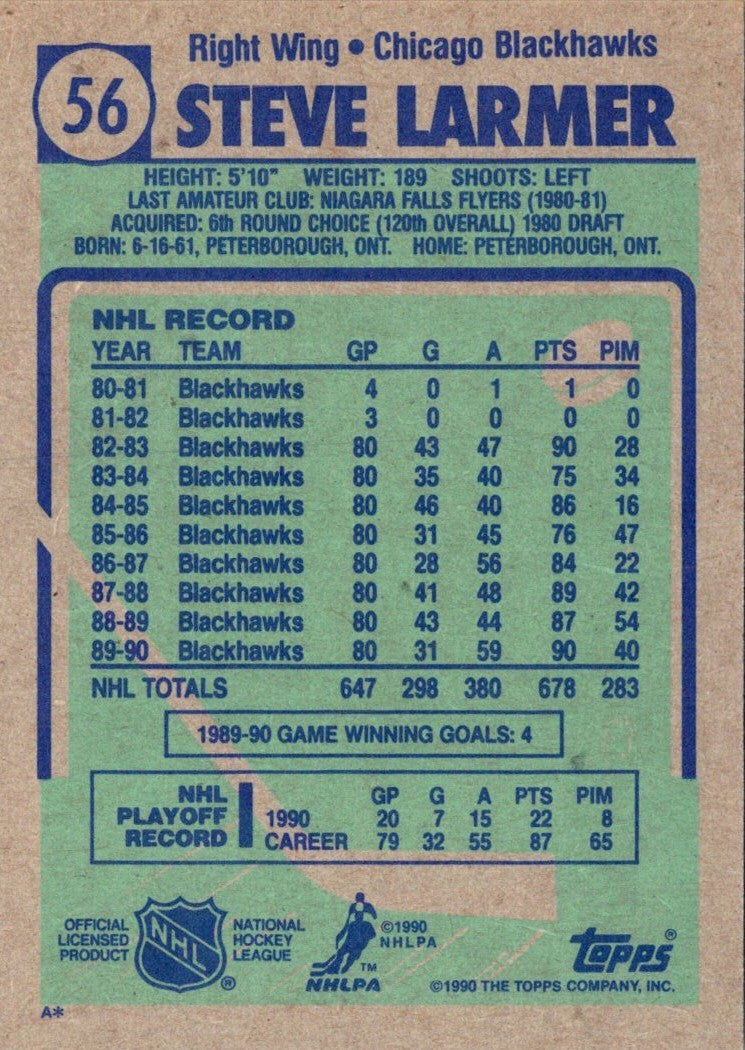 56
Right Wing • Chicago Blackhawks
STEVE LARMER
HEIGHT: 5'10" WEIGHT: 189 SHOOTS: LEFT
LAST AMATEUR CLUB: NIAGARA FALLS FLYERS (1980-81)
ACQUIRED: 6th ROUND CHOICE (120th OVERALL) 1980 DRAFT
BORN: 6-16-61, PETERBOROUGH, ONT. HOME: PETERBOROUGH, ONT.
NHL RECORD
YEAR TEAM GP G A PTS PIM
80-81 Blackhawks 4 0 1 1 0
81-82 Blackhawks 3 0 0 0 0
82-83 Blackhawks 80 43 47 90 28
83-84 Blackhawks 80 35 40 75 34
84-85 Blackhawks 80 46 40 86 16
85-86 Blackhawks 80 31 45 76 47
86-87 Blackhawks 80 28 56 84 22
87-88 Blackhawks 80 41 48 89 42
88-89 Blackhawks 80 43 44 87 54
89-90 Blackhawks 80 31 59 90 40
NHL TOTALS 647 298 380 678 283
1989-90 GAME WINNING GOALS: 4
NHL PLAYOFF RECORD
GP G A PTS PIM
1990 20 7 15 22 8
CAREER 79 32 55 87 65
OFFICIAL
LICENSED
PRODUCT
NHL
®
NATIONAL
HOCKEY
LEAGUE
©1990
NHLPA
TM
NHLPA
topps®
©1990 THE TOPPS COMPANY, INC.
A*